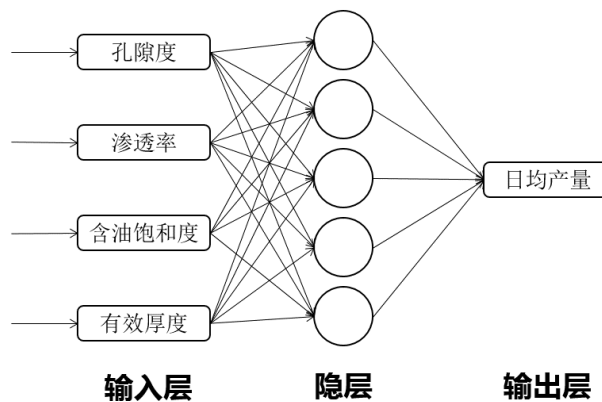 孔隙度
渗透率
含油饱和度
有效厚度
日均产量
输入层
隐层
输出层